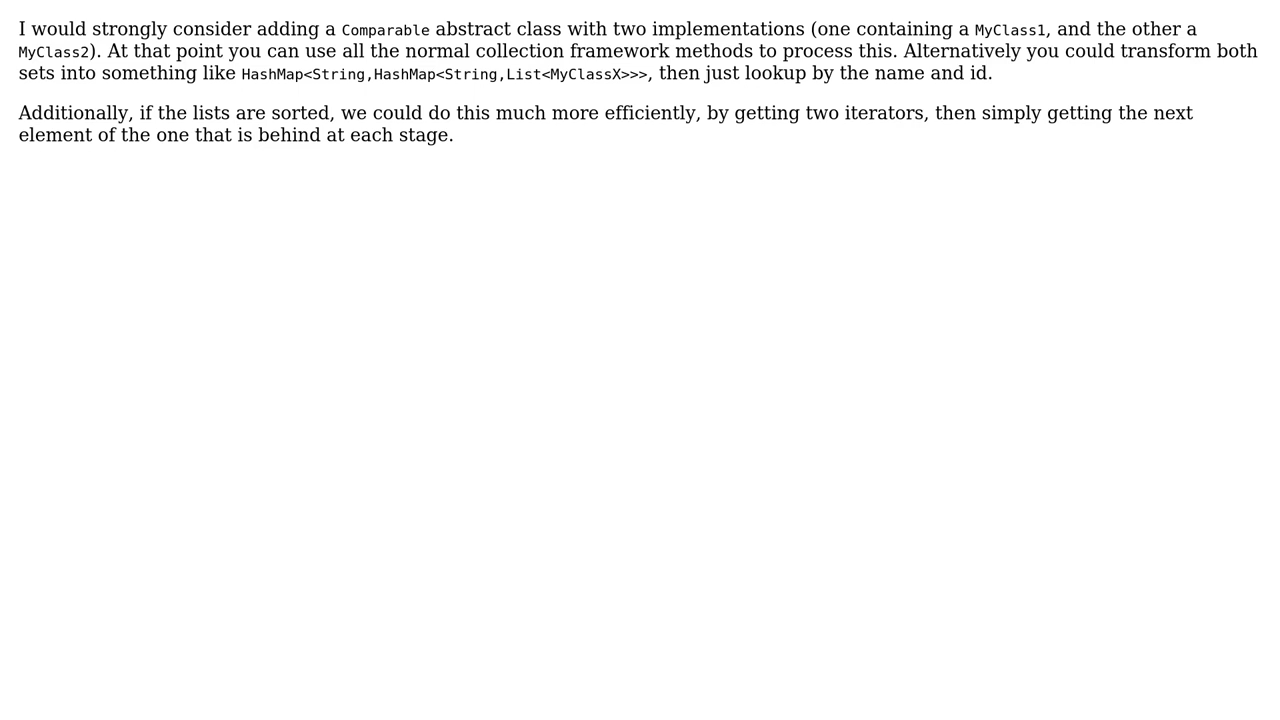 I would strongly consider adding a Comparable abstract class with two implementations (one containing a MyClass1, and the other a
MyClass2). At that point you can use all the normal collection framework methods to process this. Alternatively you could transform both
sets into something like HashMap<String,HashMap<String,List<MyClassX>>>, then just lookup by the name and id.
Additionally, if the lists are sorted, we could do this much more efficiently, by getting two iterators, then simply getting the next
element of the one that is behind at each stage.